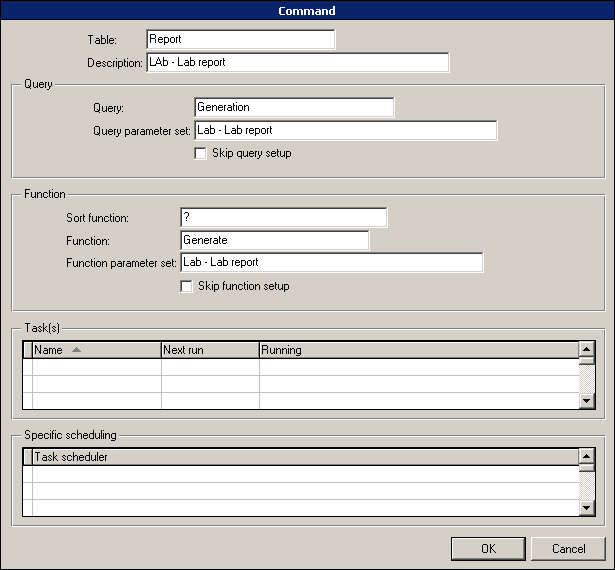 Command
Table: Report
Description: LAb - Lab report
Query
Query: Generation
Query parameter set: Lab - Lab report
Skip query setup
Function
Sort function: ?
Function: Generate
Function parameter set: Lab - Lab report
Skip function setup
Task(s)
Name Next run Running
Specific scheduling
Task scheduler
OK Cancel